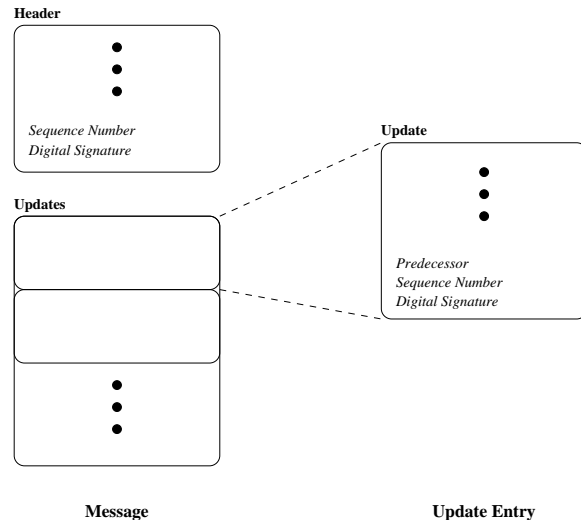 Header
Sequence Number
Digital Signature
Updates
Update
Predecessor
Sequence Number
Digital Signature
Message
Update Entry